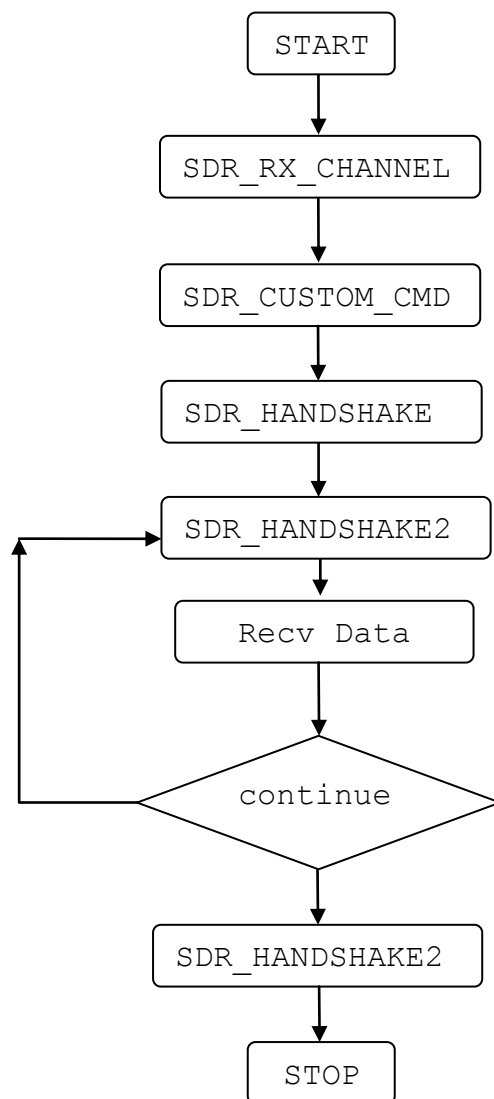 START
SDR_RX_CHANNEL
SDR_CUSTOM_CMD
SDR_HANDSHAKE
SDR_HANDSHAKE2
Recv Data
continue
SDR_HANDSHAKE2
STOP